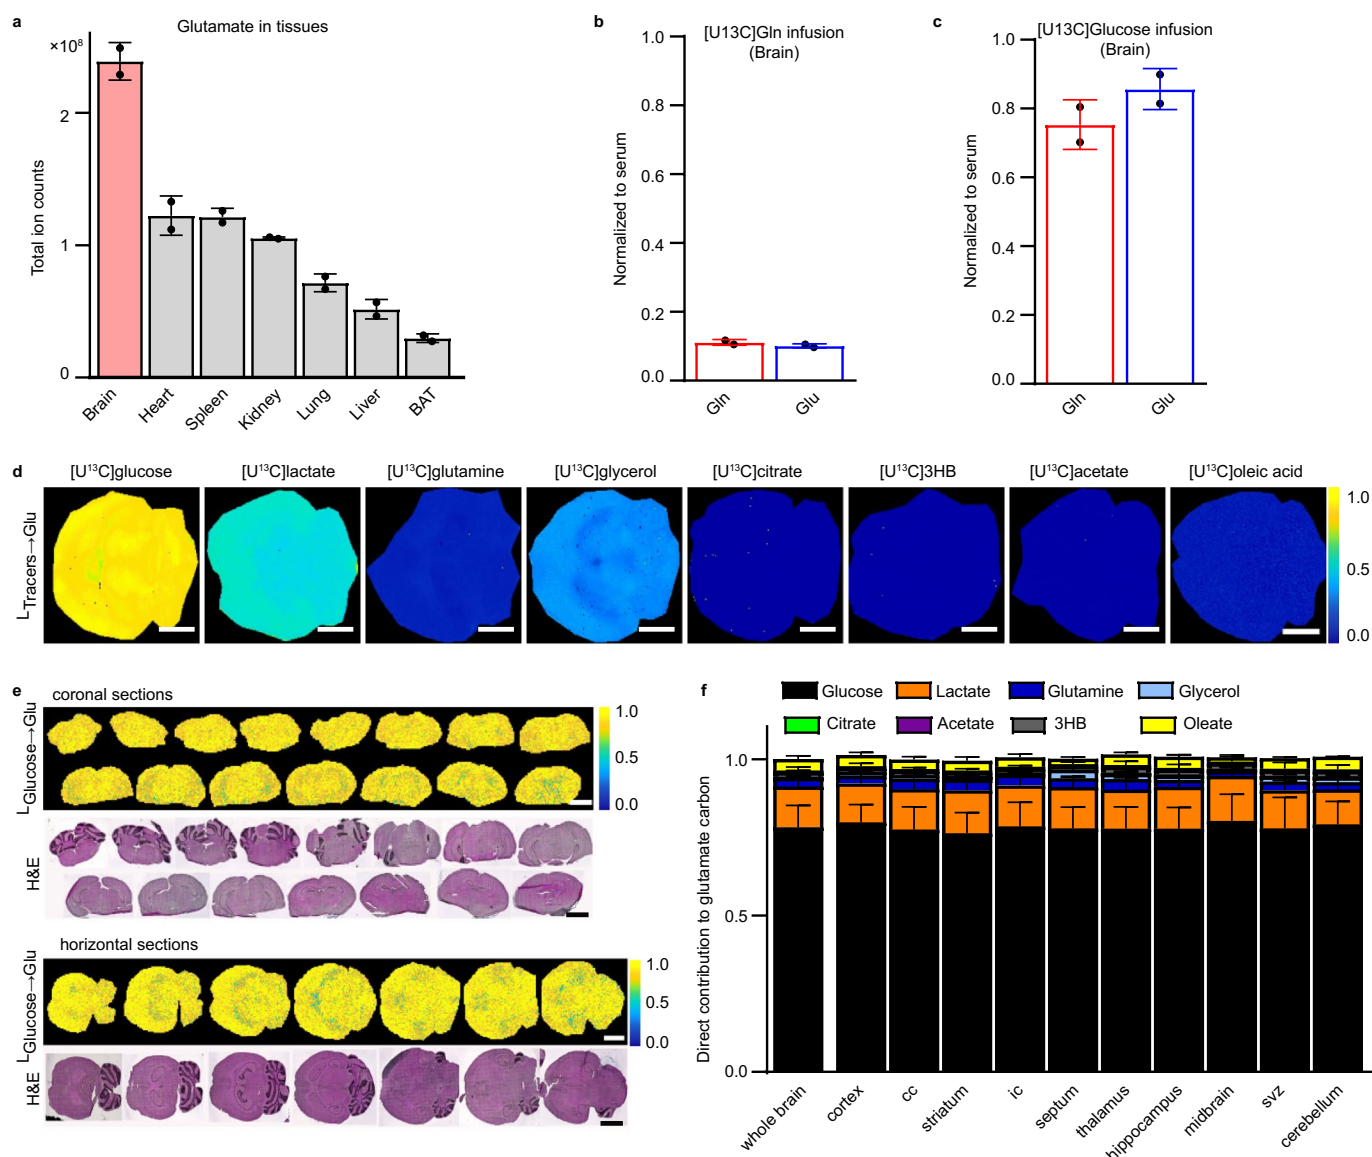 a
Glutamate in tissues
×10⁸
2
1
0
Total ion counts
Brain
Heart
Spleen
Kidney
Lung
Liver
BAT
b
[U13C]Gln infusion
(Brain)
1.0
0.8
0.6
0.4
0.2
0.0
Normalized to serum
Gln
Glu
c
[U13C]Glucose infusion
(Brain)
1.0
0.8
0.6
0.4
0.2
0.0
Normalized to serum
Gln
Glu
d
[U¹³C]glucose
[U¹³C]lactate
[U¹³C]glutamine
[U¹³C]glycerol
[U¹³C]citrate
[U¹³C]3HB
[U¹³C]acetate
[U¹³C]oleic acid
LTracers→Glu
1.0
0.5
0.0
e
coronal sections
LGlucose→Glu
1.0
0.5
0.0
H&E
horizontal sections
LGlucose→Glu
1.0
0.5
0.0
H&E
f
Glucose
Lactate
Glutamine
Glycerol
Citrate
Acetate
3HB
Oleate
1.0
0.5
0.0
Direct contribution to glutamate carbon
whole brain
cortex
cc
striatum
ic
septum
thalamus
hippocampus
midbrain
svz
cerebellum